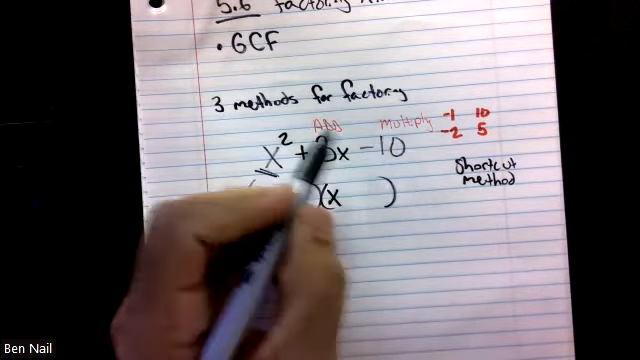 5.6 factoring
• GCF
3 methods for factoring
ADD multiply -1 10
-2 5
x² + 3x - 10
shortcut
method
(x )
Ben Nail